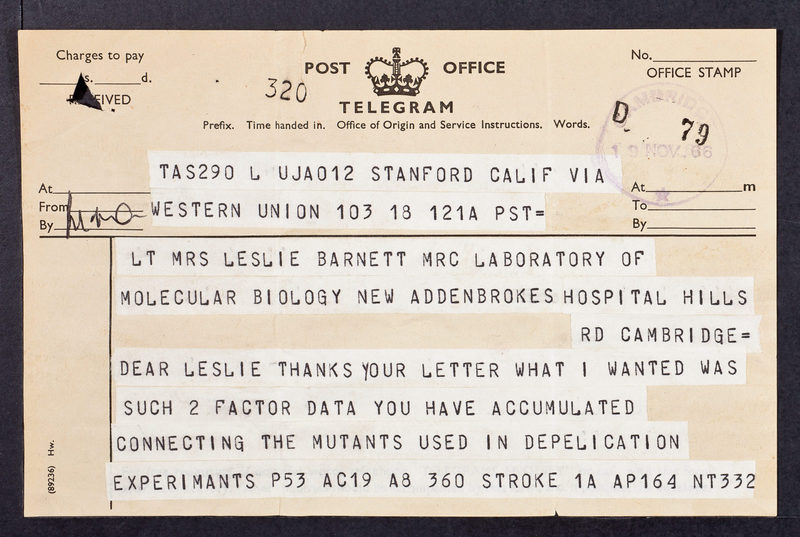 Charges to pay
POST OFFICE
No.
s. d.
320
OFFICE STAMP
RECEIVED
TELEGRAM
Prefix. Time handed in. Office of Origin and Service Instructions. Words.
D 79
CAMBRIDGE
19 NOV. 66
TAS290 L UJA012 STANFORD CALIF VIA
At
At m
From
WESTERN UNION 103 18 121A PST=
To
By
By
LT MRS LESLIE BARNETT MRC LABORATORY OF
MOLECULAR BIOLOGY NEW ADDENBROKES HOSPITAL HILLS
RD CAMBRIDGE=
DEAR LESLIE THANKS YOUR LETTER WHAT I WANTED WAS
SUCH 2 FACTOR DATA YOU HAVE ACCUMULATED
CONNECTING THE MUTANTS USED IN DEPELICATION
EXPERIMANTS P53 AC19 A8 360 STROKE 1A AP164 NT332
(89236) Hw.